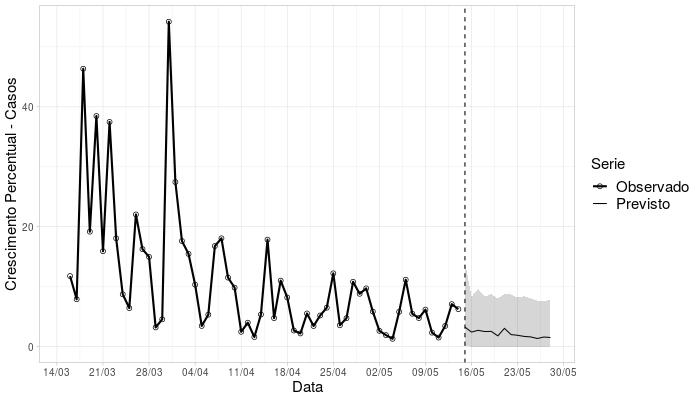 Crescimento Percentual - Casos
40
20
0
14/03 21/03 28/03 04/04 11/04 18/04 25/04 02/05 09/05 16/05 23/05 30/05
Data
Serie
Observado
Previsto